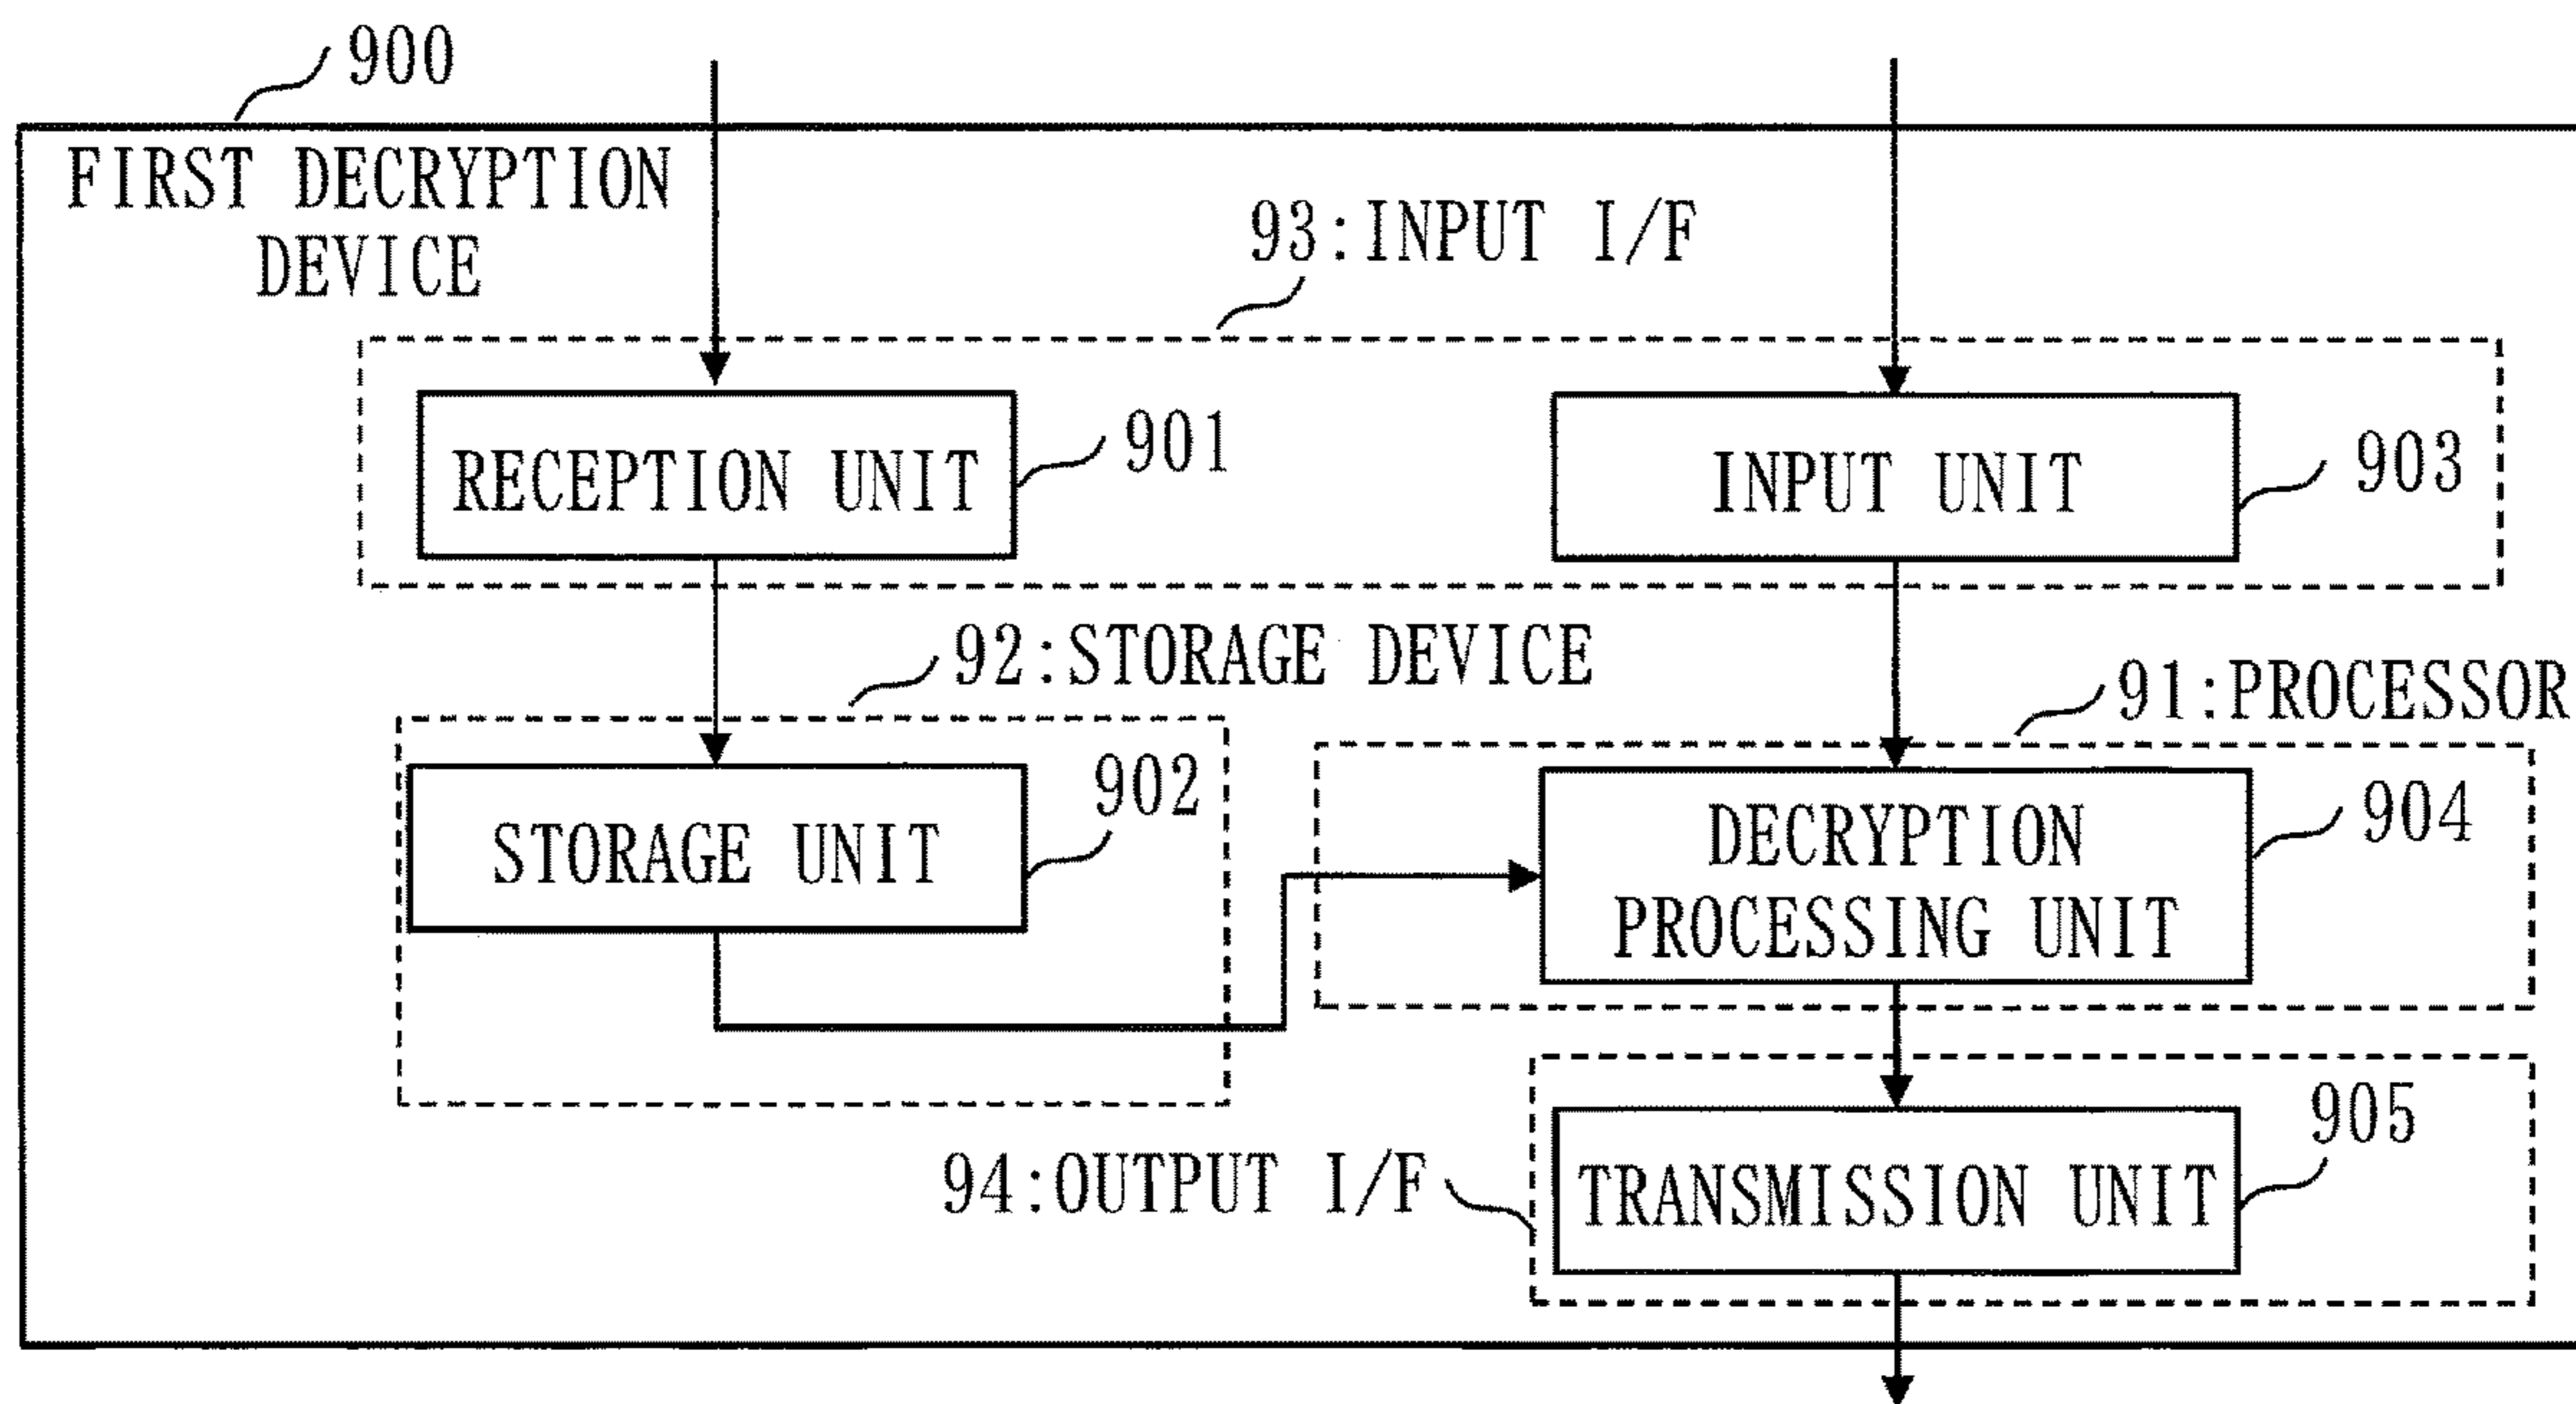 900
FIRST DECRYPTION
DEVICE
93:INPUT I/F
RECEPTION UNIT
901
INPUT UNIT
903
92:STORAGE DEVICE
91:PROCESSOR
STORAGE UNIT
902
DECRYPTION
PROCESSING UNIT
904
94:OUTPUT I/F
TRANSMISSION UNIT
905